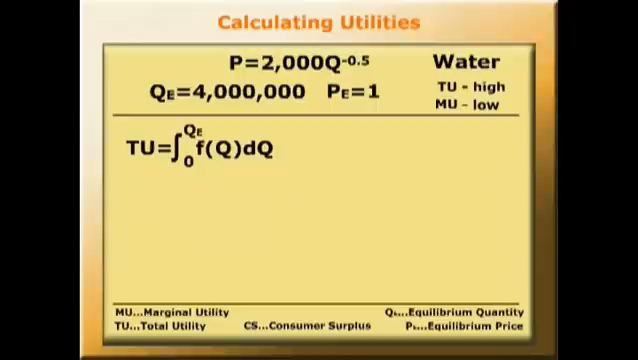 Calculating Utilities
P=2,000Q-0.5 Water
QE=4,000,000 PE=1 TU - high
MU - low
TU=∫0QE f(Q)dQ
MU...Marginal Utility QE...Equilibrium Quantity
TU...Total Utility CS...Consumer Surplus PE...Equilibrium Price